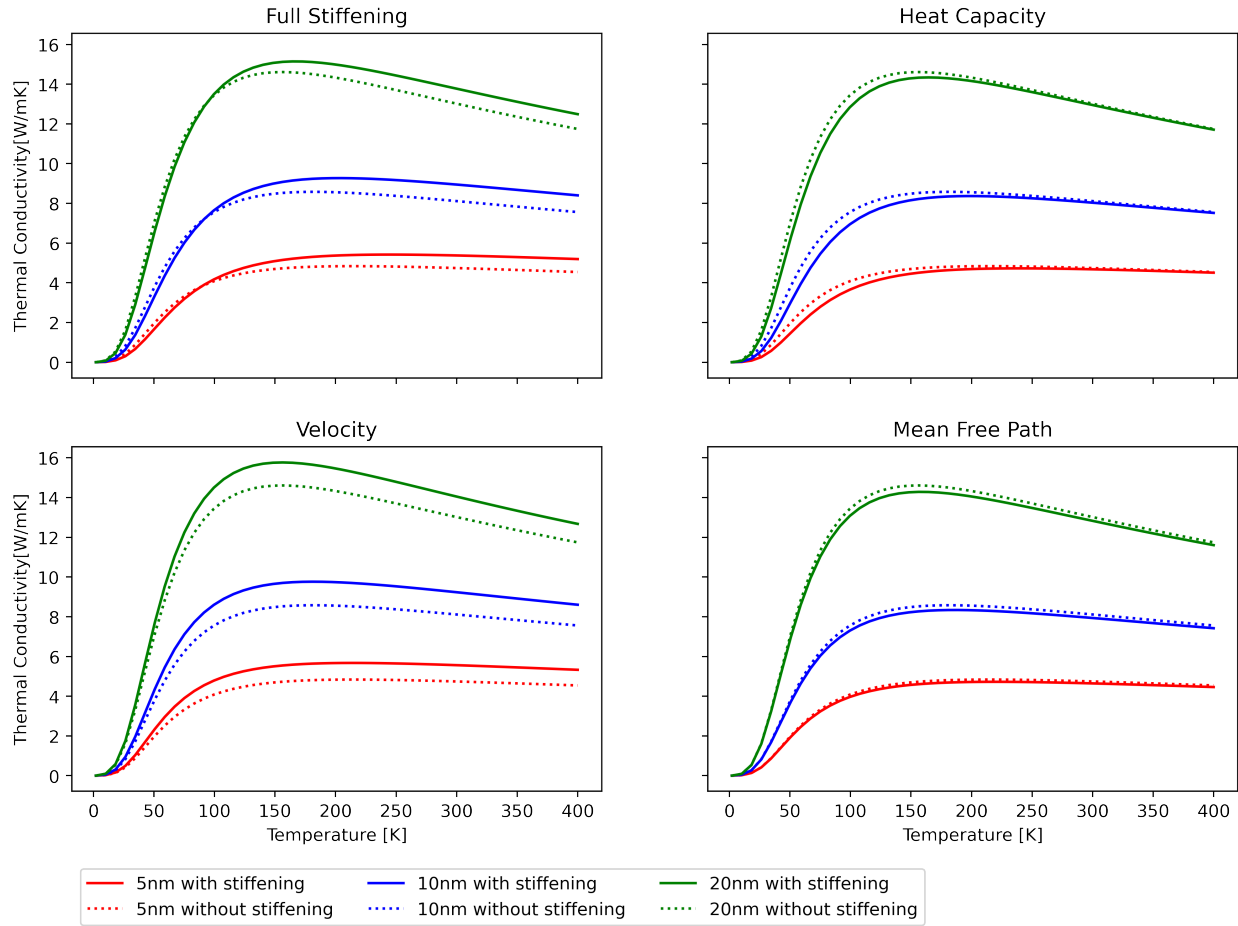 Full Stiffening
Heat Capacity
Thermal Conductivity[W/mK]
16
14
12
10
8
6
4
2
0
Velocity
Mean Free Path
Thermal Conductivity[W/mK]
16
14
12
10
8
6
4
2
0
0 50 100 150 200 250 300 350 400
0 50 100 150 200 250 300 350 400
Temperature [K]
Temperature [K]
5nm with stiffening
10nm with stiffening
20nm with stiffening
5nm without stiffening
10nm without stiffening
20nm without stiffening